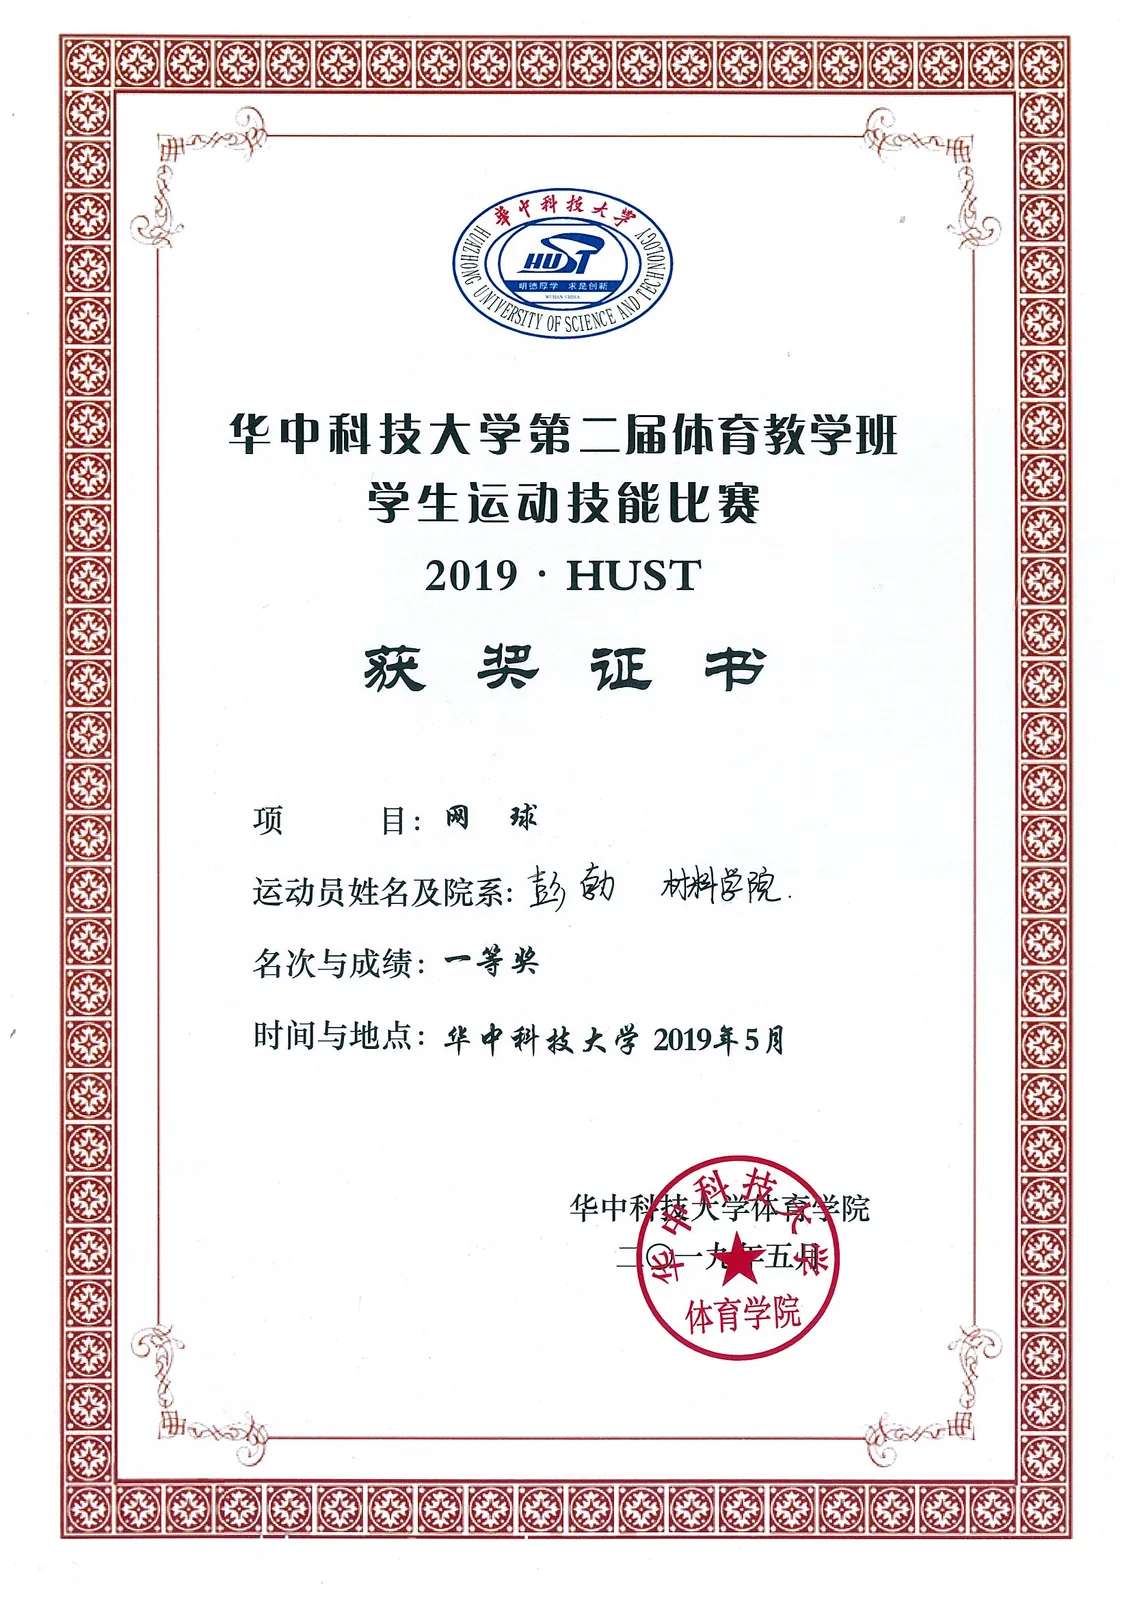 華中科技大学
HUAZHONG UNIVERSITY OF SCIENCE AND TECHNOLOGY
HUST
明德厚学 求是创新
WUHAN CHINA
华中科技大学第二届体育教学班
学生运动技能比赛
2019 · HUST
获奖证书
项 目：网 球
运动员姓名及院系：彭勃 材料学院.
名次与成绩：一等奖
时间与地点：华中科技大学 2019年5月
华中科技大学体育学院
二〇一九年五月
华中科技大学
体育学院